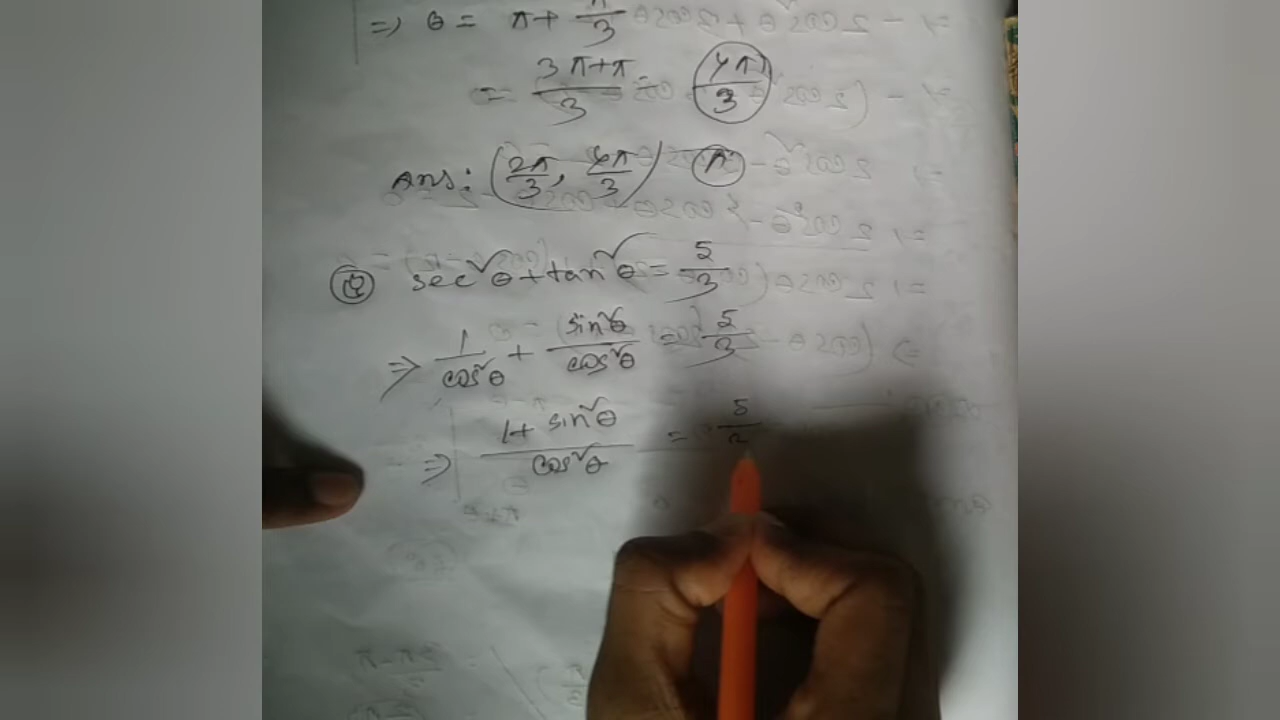 ⇒ θ = π + π/3
= 3π+π/3 = 4π/3
Ans: (2π/3, 4π/3) π
sec²θ + tan²θ = 5/3
⇒ 1/cos²θ + sin²θ/cos²θ = 5/3
⇒ 1 + sin²θ/cos²θ = 5/3